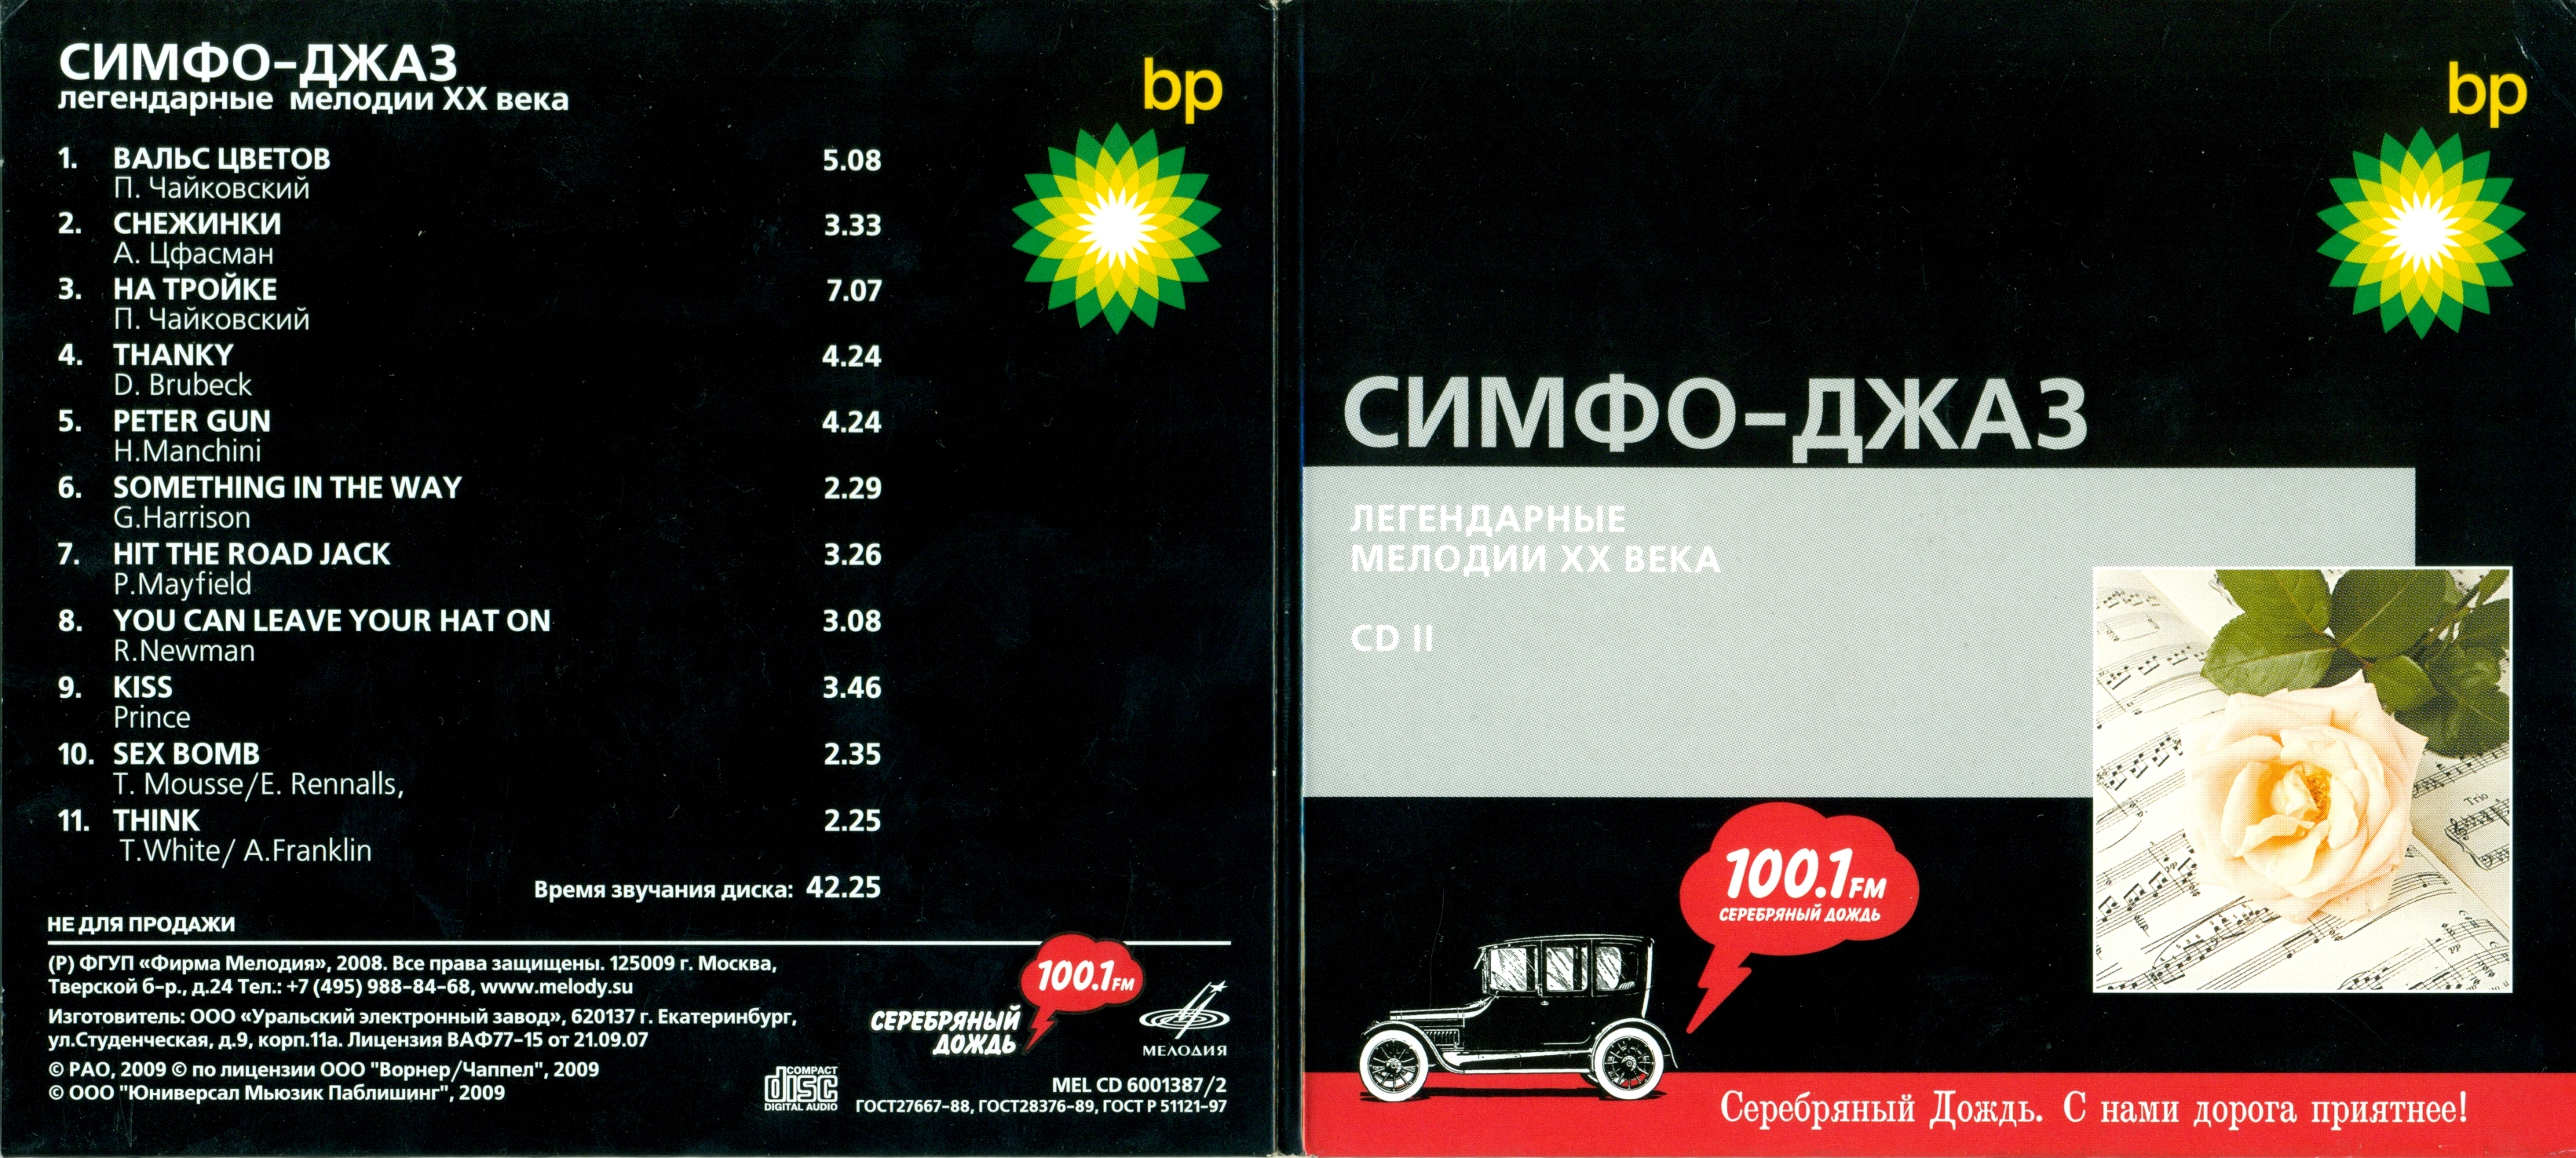 СИМФО-ДЖАЗ
легендарные мелодии XX века
bp
1. ВАЛЬС ЦВЕТОВ 5.08
П. Чайковский
2. СНЕЖИНКИ 3.33
А. Цфасман
3. НА ТРОЙКЕ 7.07
П. Чайковский
4. THANKY 4.24
D. Brubeck
5. PETER GUN 4.24
H.Manchini
6. SOMETHING IN THE WAY 2.29
G.Harrison
7. HIT THE ROAD JACK 3.26
P.Mayfield
8. YOU CAN LEAVE YOUR HAT ON 3.08
R.Newman
9. KISS 3.46
Prince
10. SEX BOMB 2.35
T. Mousse/E. Rennalls,
11. THINK 2.25
T.White/ A.Franklin
Время звучания диска: 42.25
НЕ ДЛЯ ПРОДАЖИ
(P) ФГУП «Фирма Мелодия», 2008. Все права защищены. 125009 г. Москва,
Тверской б-р., д.24 Тел.: +7 (495) 988-84-68, www.melody.su
Изготовитель: ООО «Уральский электронный завод», 620137 г. Екатеринбург,
ул.Студенческая, д.9, корп.11а. Лицензия ВАФ77-15 от 21.09.07
© РАО, 2009 © по лицензии ООО "Ворнер/Чаппел", 2009
© ООО "Юниверсал Мьюзик Паблишинг", 2009
COMPACT
disc
DIGITAL AUDIO
100.1FM
СЕРЕБРЯНЫЙ
ДОЖДЬ
МЕЛОДИЯ
MEL CD 6001387/2
ГОСТ27667-88, ГОСТ28376-89, ГОСТ Р 51121-97
bp
СИМФО-ДЖАЗ
ЛЕГЕНДАРНЫЕ
МЕЛОДИИ XX ВЕКА
CD II
Trio
pp
100.1FM
СЕРЕБРЯНЫЙ ДОЖДЬ
Серебряный Дождь. С нами дорога приятнее!